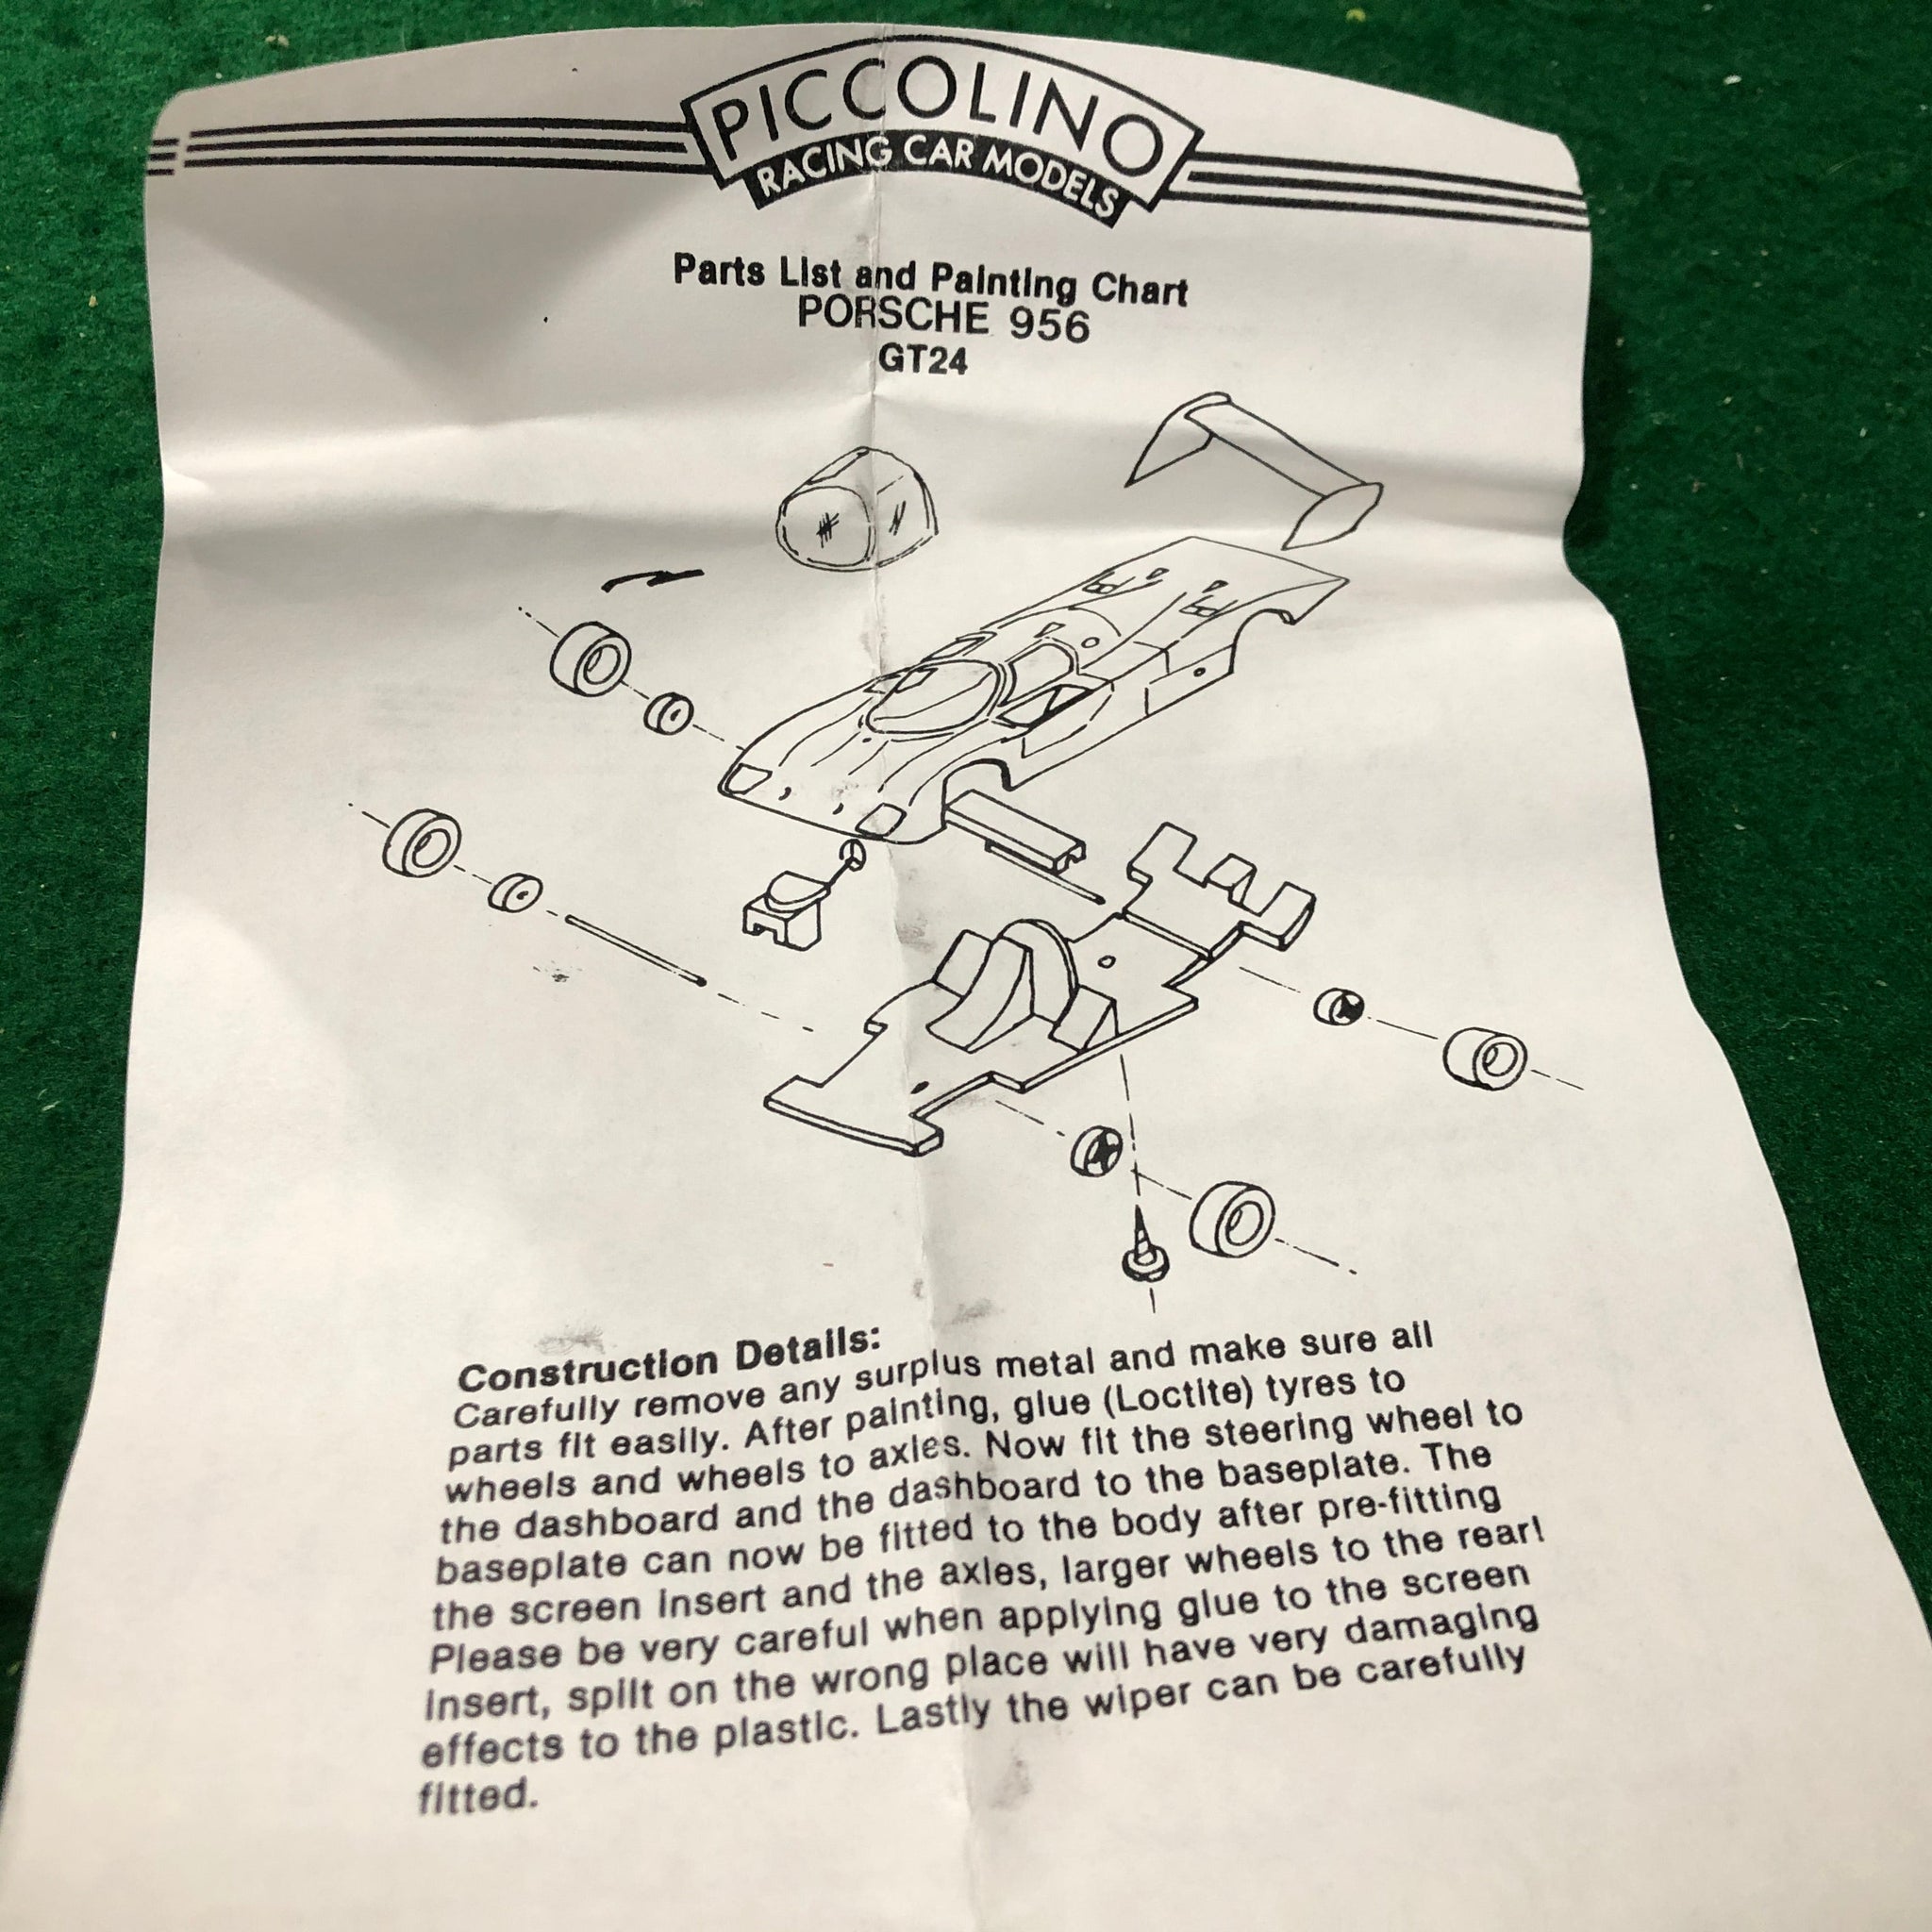 PICCOLINO
RACING CAR MODELS
Parts List and Painting Chart
PORSCHE 956
GT24
Construction Details:
Carefully remove any surplus metal and make sure all
parts fit easily. After painting, glue (Loctite) tyres to
wheels and wheels to axles. Now fit the steering wheel to
the dashboard and the dashboard to the baseplate. The
baseplate can now be fitted to the body after pre-fitting
the screen insert and the axles, larger wheels to the rear!
Please be very careful when applying glue to the screen
insert, spilt on the wrong place will have very damaging
effects to the plastic. Lastly the wiper can be carefully
fitted.